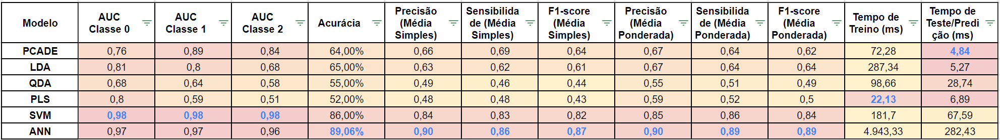 Modelo AUC Classe 0 AUC Classe 1 AUC Classe 2 Acurácia Precisão (Média Simples) Sensibilida de (Média Simples) F1-score (Média Simples) Precisão (Média Ponderada) Sensibilida de (Média Ponderada) F1-score (Média Ponderada) Tempo de Treino (ms) Tempo de Teste/Predi ção (ms)
PCADE 0,76 0,89 0,84 64,00% 0,66 0,69 0,64 0,67 0,64 0,62 72,28 4,84
LDA 0,81 0,8 0,68 65,00% 0,63 0,62 0,61 0,67 0,64 0,64 287,34 5,27
QDA 0,68 0,64 0,58 55,00% 0,49 0,46 0,44 0,55 0,51 0,49 98,66 28,74
PLS 0,8 0,59 0,51 52,00% 0,48 0,48 0,43 0,59 0,52 0,5 22,13 6,89
SVM 0,98 0,98 0,98 86,00% 0,84 0,83 0,82 0,85 0,86 0,84 181,7 67,59
ANN 0,97 0,97 0,96 89,06% 0,90 0,86 0,87 0,90 0,89 0,89 4.943,33 282,43